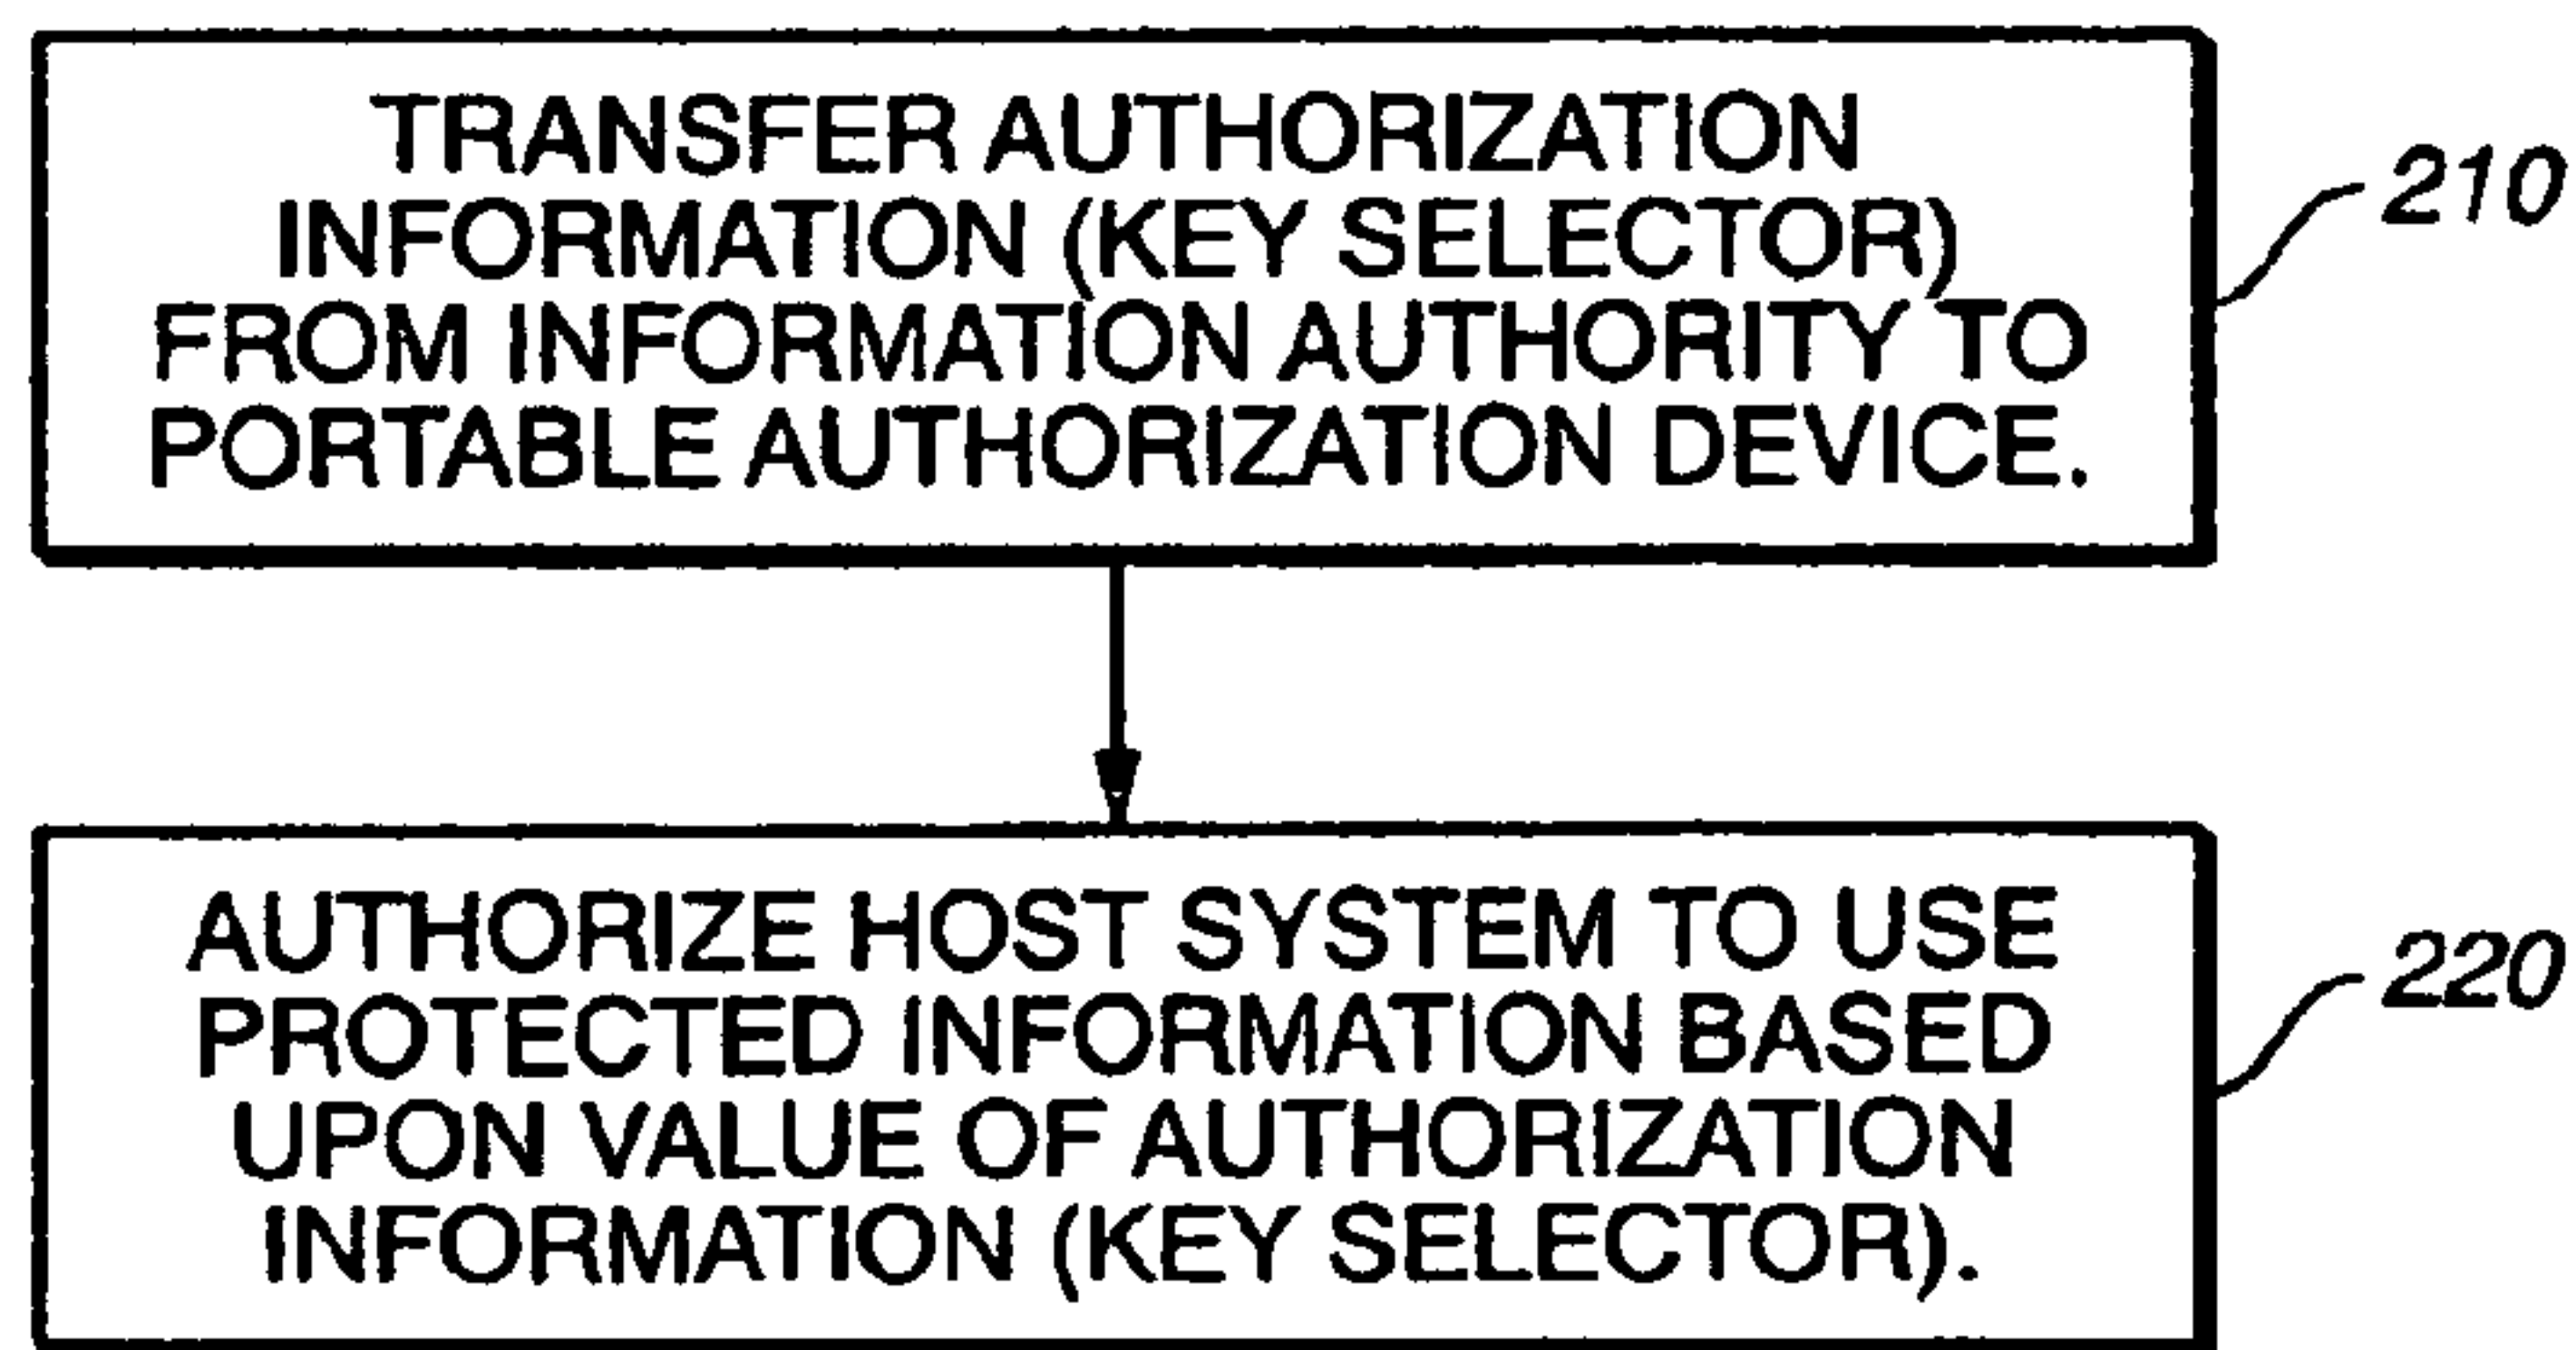 TRANSFER AUTHORIZATION
INFORMATION (KEY SELECTOR)
FROM INFORMATION AUTHORITY TO
PORTABLE AUTHORIZATION DEVICE.
210
AUTHORIZE HOST SYSTEM TO USE
PROTECTED INFORMATION BASED
UPON VALUE OF AUTHORIZATION
INFORMATION (KEY SELECTOR).
220